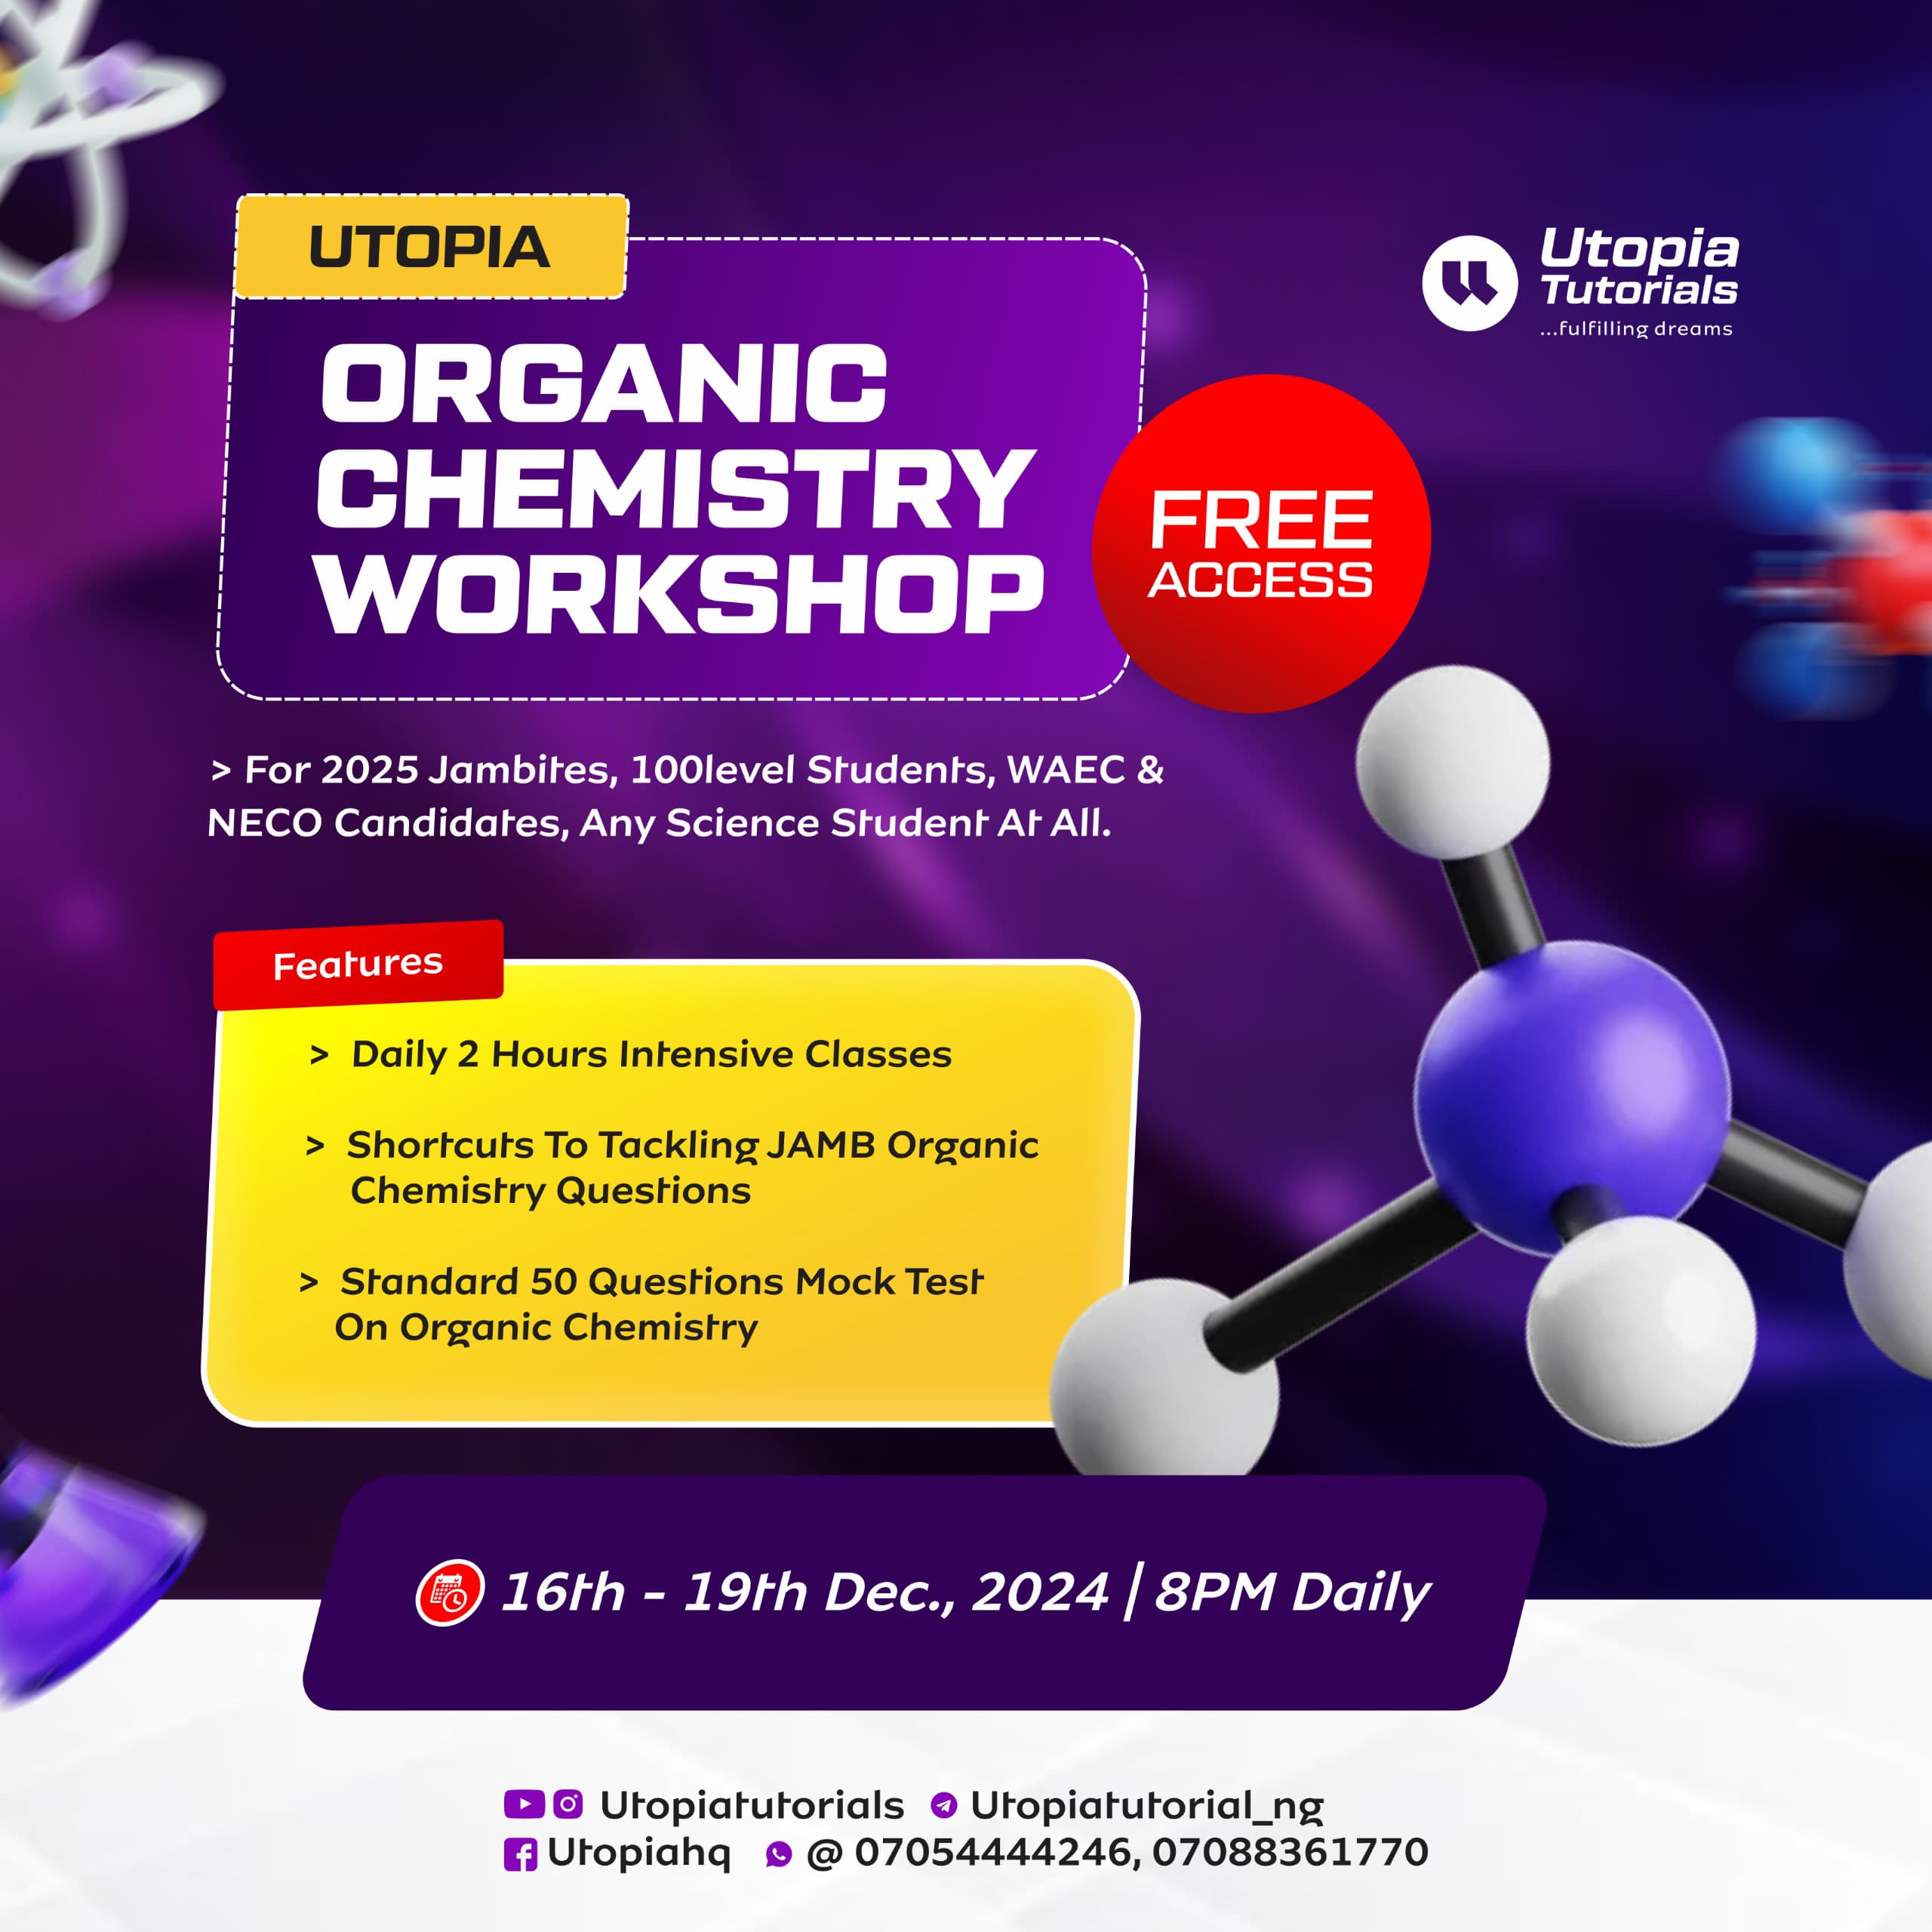 UTOPIA
ORGANIC
CHEMISTRY
WORKSHOP
Utopia
Tutorials
...fulfilling dreams
FREE
ACCESS
> For 2025 Jambites, 100level Students, WAEC &
NECO Candidates, Any Science Student At All.
Features
> Daily 2 Hours Intensive Classes
> Shortcuts To Tackling JAMB Organic
Chemistry Questions
> Standard 50 Questions Mock Test
On Organic Chemistry
16th - 19th Dec., 2024 | 8PM Daily
Utopiatutorials Utopiatutorial_ng
Utopiahq @ 07054444246, 07088361770